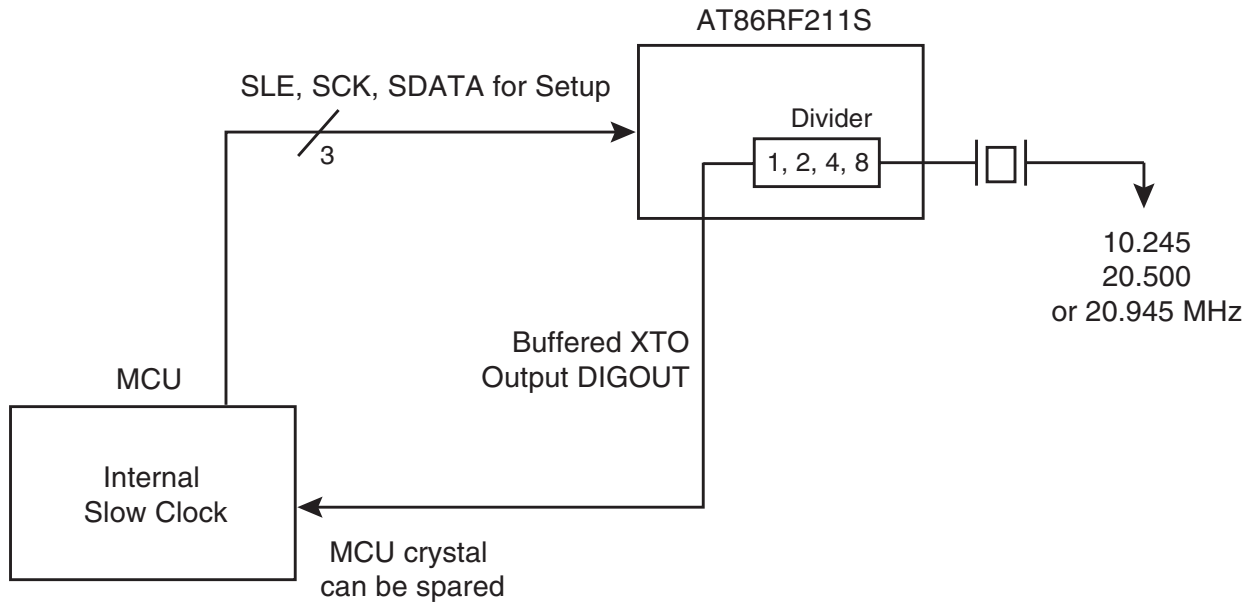 AT86RF211S
SLE, SCK, SDATA for Setup
3
Divider
1, 2, 4, 8
10.245
20.500
or 20.945 MHz
Buffered XTO
Output DIGOUT
MCU
Internal
Slow Clock
MCU crystal
can be spared